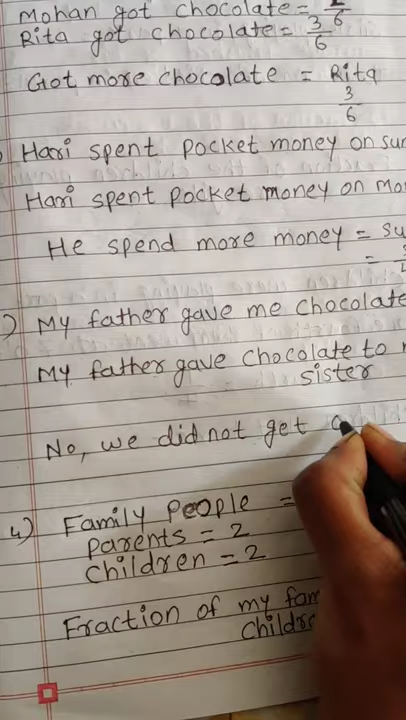 Mohan got chocolate = 2/6
Rita got chocolate = 3/6
Got more chocolate = Rita
3/6
Hari spent pocket money on
Hari spent pocket money on
He spend more money =
=
) My father gave me chocolate
My father gave chocolate to
sister
No, we did not get
4) Family people =
parents = 2
children = 2
Fraction of my